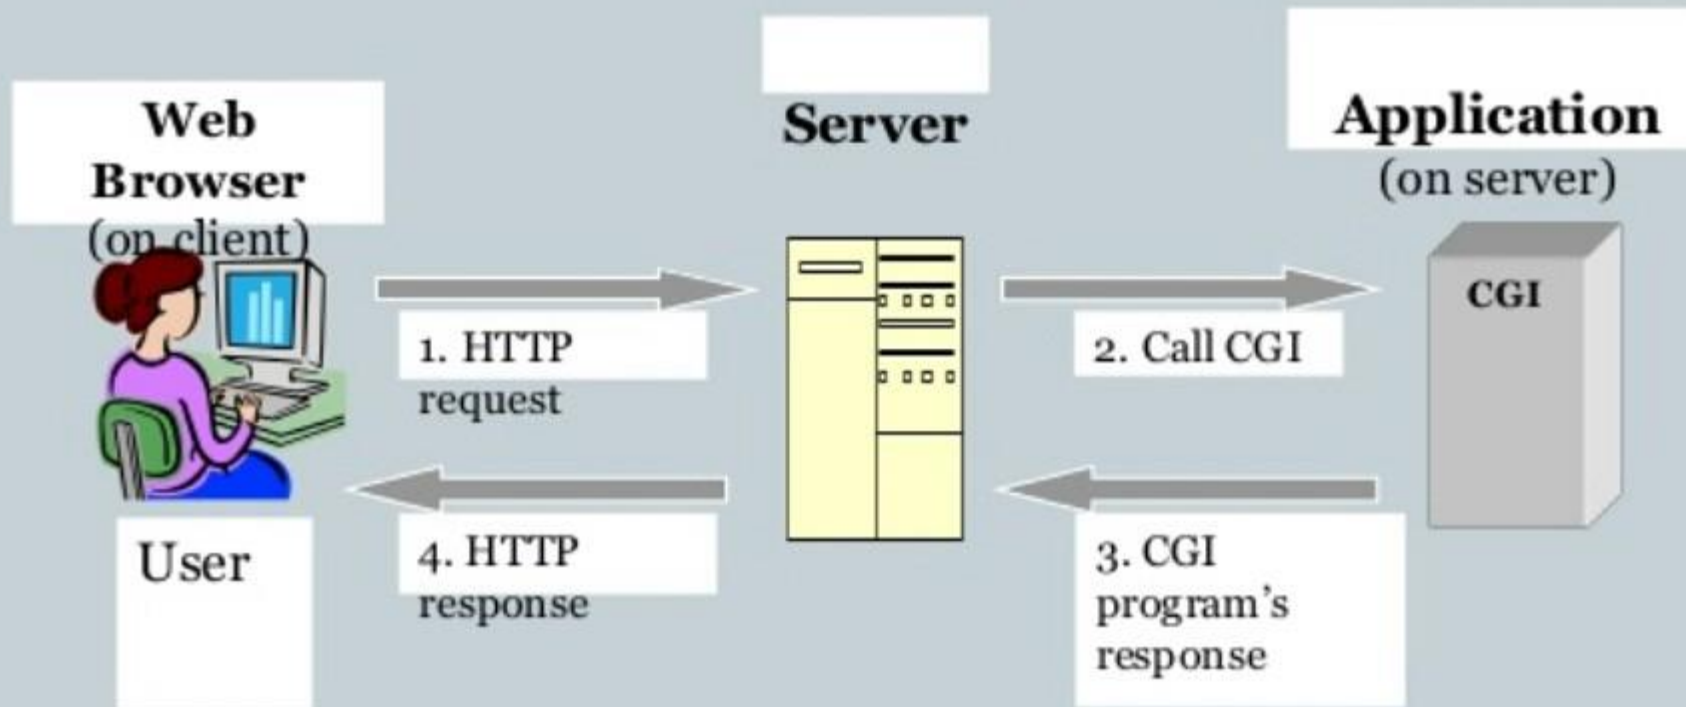 Web
Browser
(on client)
Server
Application
(on server)
CGI
1. HTTP
request
2. Call CGI
4. HTTP
response
3. CGI
program's
response
User